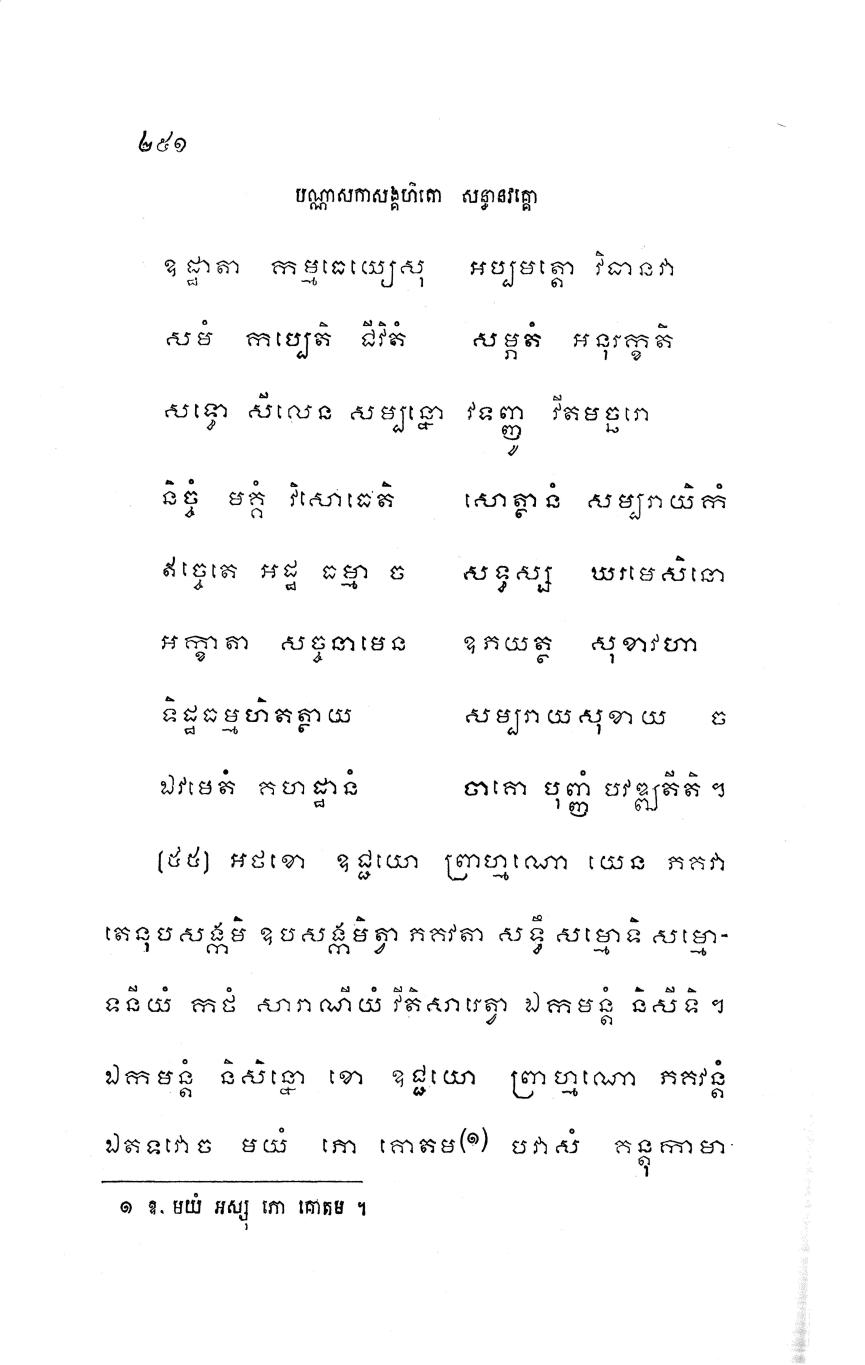 ២៥១
បណ្ណាសកាសង្គហិតោ សន្ធានវគ្គោ
ឧដ្ឋាតា កម្មធេយ្យេសុ អប្បមត្តោ វិធានវា
សមំ កប្បេតិ ជីវិតំ សម្ភតំ អនុរក្ខតិ
សទ្ធោ សីលេន សម្បន្នោ វទញ្ញូ វីតមច្ឆរោ
និច្ចំ មគ្គំ វិសោធេតិ សោត្ថានំ សម្បរាយិកំ
ឥច្ចេតេ អដ្ឋ ធម្មា ច សទ្ធស្ស ឃរមេសិនោ
អក្ខាតា សច្ចនាមេន ឧភយត្ថ សុខាវហា
ទិដ្ឋធម្មហិតត្ថាយ សម្បរាយសុខាយ ច
ឯវមេតំ គហដ្ឋានំ ចាគោ បុញ្ញំ បវឌ្ឍតីតិ ។
(៥៥) អថខោ ឧជ្ជយោ ព្រាហ្មណោ យេន ភគវា
តេនុបសង្កមិ ឧបសង្កមិត្វា ភគវតា សទ្ធឹ សម្មោទិ សម្មោ-
ទនីយំ កថំ សារាណីយំ វីតិសារេត្វា ឯកមន្តំ និសីទិ ។
ឯកមន្តំ និសិន្នោ ខោ ឧជ្ជយោ ព្រាហ្មណោ ភគវន្តំ
ឯតទវោច មយំ ភោ គោតម(១) បវាសំ គន្តុកាមា
១ ឱ. មយំ អស្សុ ភោ គោតម ។